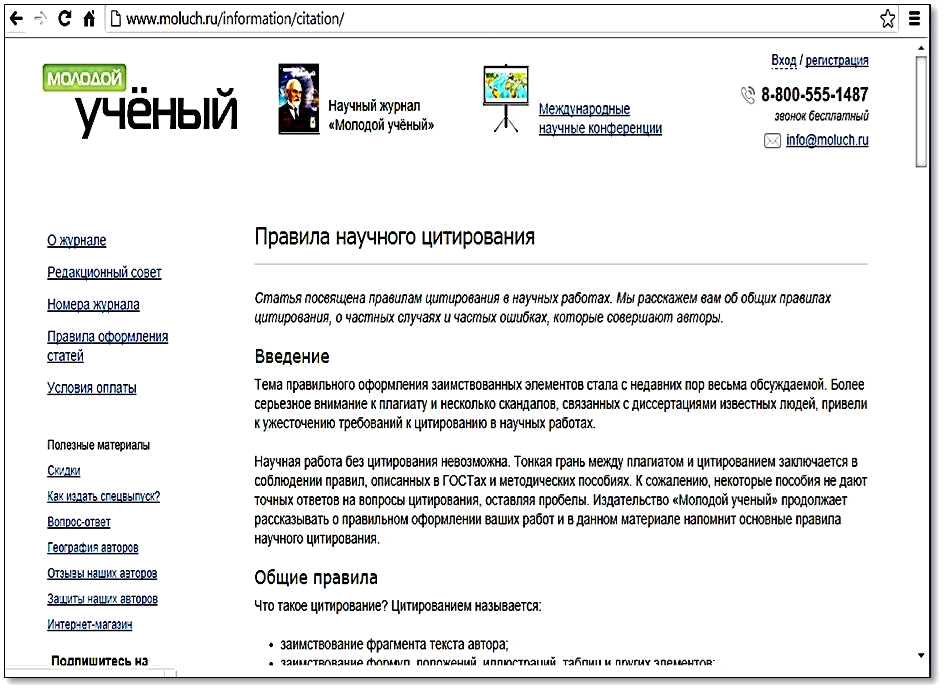 www.moluch.ru/information/citation/
Вход / регистрация
МОЛОДОЙ
учёный
Научный журнал
«Молодой учёный»
Международные
научные конференции
8-800-555-1487
звонок бесплатный
info@moluch.ru
О журнале
Редакционный совет
Номера журнала
Правила оформления
статей
Условия оплаты
Полезные материалы
Скидки
Как издать спецвыпуск?
Вопрос-ответ
География авторов
Отзывы наших авторов
Защиты наших авторов
Интернет-магазин
Подпишитесь на
Правила научного цитирования
Статья посвящена правилам цитирования в научных работах. Мы расскажем вам об общих правилах
цитирования, о частных случаях и частых ошибках, которые совершают авторы.
Введение
Тема правильного оформления заимствованных элементов стала с недавних пор весьма обсуждаемой. Более
серьезное внимание к плагиату и несколько скандалов, связанных с диссертациями известных людей, привели
к ужесточению требований к цитированию в научных работах.
Научная работа без цитирования невозможна. Тонкая грань между плагиатом и цитированием заключается в
соблюдении правил, описанных в ГОСТах и методических пособиях. К сожалению, некоторые пособия не дают
точных ответов на вопросы цитирования, оставляя пробелы. Издательство «Молодой ученый» продолжает
рассказывать о правильном оформлении ваших работ и в данном материале напомнит основные правила
научного цитирования.
Общие правила
Что такое цитирование? Цитированием называется:
• заимствование фрагмента текста автора;
• заимствование формул, положений, иллюстраций, таблиц и других элементов;